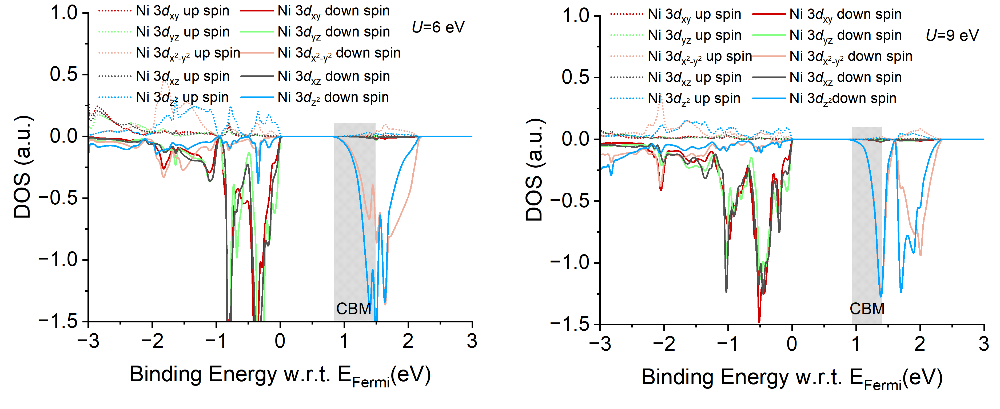 Ni 3dxy up spin Ni 3dxy down spin
Ni 3dyz up spin Ni 3dyz down spin
Ni 3dx²-y² up spin Ni 3dx²-y² down spin
Ni 3dxz up spin Ni 3dxz down spin
Ni 3dz² up spin Ni 3dz² down spin
U=6 eV
1.0
0.5
0.0
−0.5
−1.0
−1.5
DOS (a.u.)
CBM
−3 −2 −1 0 1 2 3
Binding Energy w.r.t. EFermi(eV)
Ni 3dxy up spin Ni 3dxy down spin
Ni 3dyz up spin Ni 3dyz down spin
Ni 3dx²-y² up spin Ni 3dx²-y² down spin
Ni 3dxz up spin Ni 3dxz down spin
Ni 3dz² up spin Ni 3dz²down spin
U=9 eV
1.0
0.5
0.0
−0.5
−1.0
−1.5
DOS (a.u.)
CBM
−3 −2 −1 0 1 2 3
Binding Energy w.r.t. EFermi(eV)